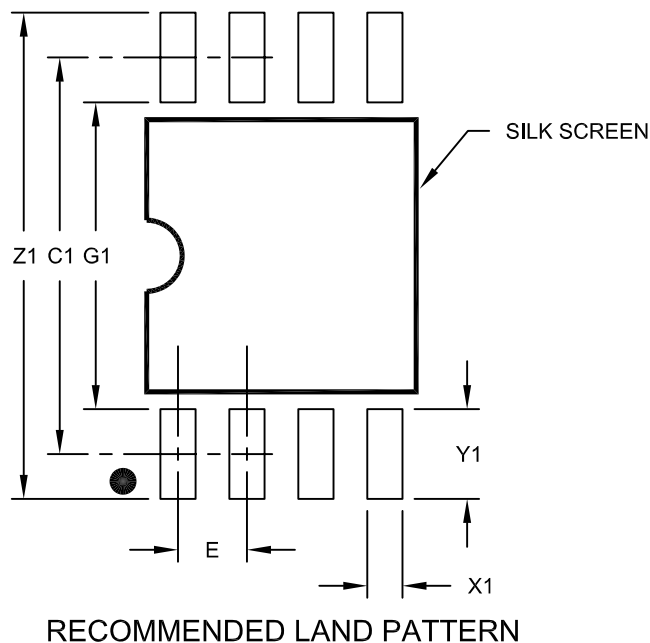 SILK SCREEN
Z1 C1 G1
Y1
E
X1
RECOMMENDED LAND PATTERN